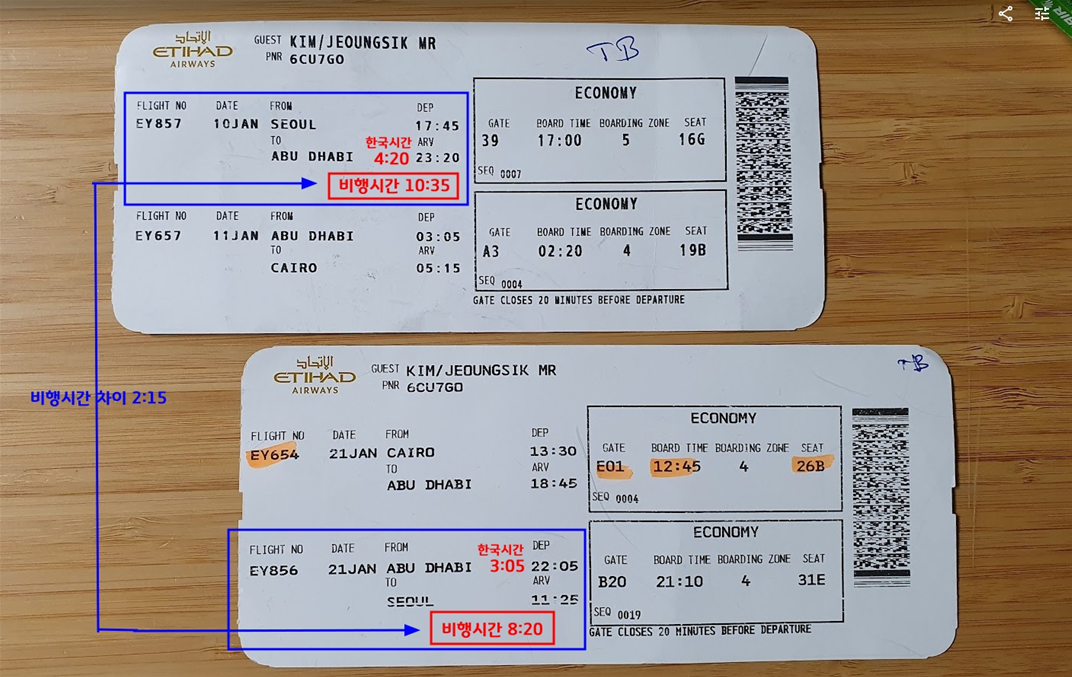 الإتحاد
ETIHAD
AIRWAYS
GUEST KIM/JEOUNGSIK MR
PNR 6CU7GO
TB
FLIGHT NO DATE FROM DEP
EY857 10JAN SEOUL 17:45
TO 한국시간 ARV
ABU DHABI 4:20 23:20
비행시간 10:35
ECONOMY
GATE BOARD TIME BOARDING ZONE SEAT
39 17:00 5 16G
SEQ 0007
FLIGHT NO DATE FROM DEP
EY657 11JAN ABU DHABI 03:05
TO ARV
CAIRO 05:15
ECONOMY
GATE BOARD TIME BOARDING ZONE SEAT
A3 02:20 4 19B
SEQ 0004
GATE CLOSES 20 MINUTES BEFORE DEPARTURE
비행시간 차이 2:15
الإتحاد
ETIHAD
AIRWAYS
GUEST KIM/JEOUNGSIK MR
PNR 6CU7GO
TB
FLIGHT NO DATE FROM DEP
EY654 21JAN CAIRO 13:30
TO ARV
ABU DHABI 18:45
ECONOMY
GATE BOARD TIME BOARDING ZONE SEAT
E01 12:45 4 26B
SEQ 0004
FLIGHT NO DATE FROM 한국시간 DEP
EY856 21JAN ABU DHABI 3:05 22:05
TO ARV
SEOUL 11:25
비행시간 8:20
ECONOMY
GATE BOARD TIME BOARDING ZONE SEAT
B20 21:10 4 31E
SEQ 0019
GATE CLOSES 20 MINUTES BEFORE DEPARTURE